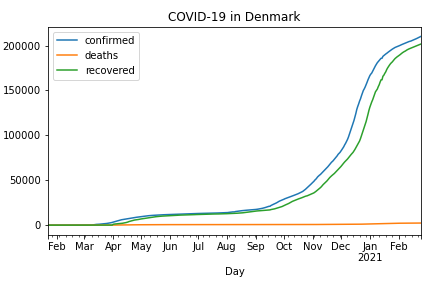 COVID-19 in Denmark
confirmed
deaths
recovered
200000
150000
100000
50000
0
Feb Mar Apr May Jun Jul Aug Sep Oct Nov Dec Jan Feb
2021
Day